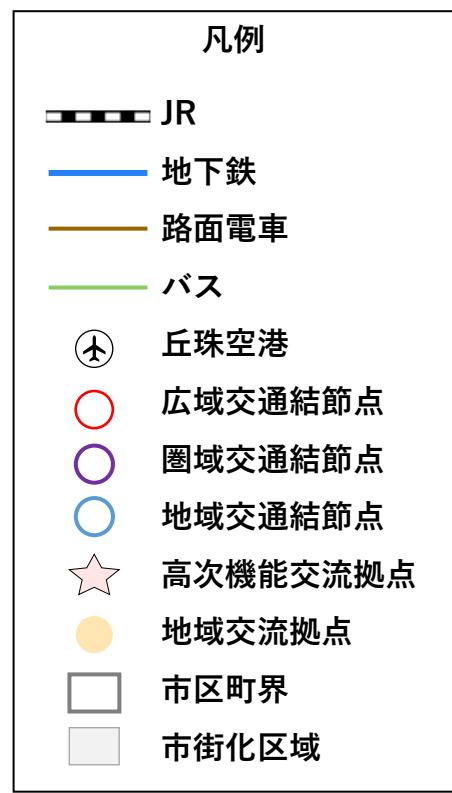 凡例
JR
地下鉄
路面電車
バス
丘珠空港
広域交通結節点
圏域交通結節点
地域交通結節点
高次機能交流拠点
地域交流拠点
市区町界
市街化区域